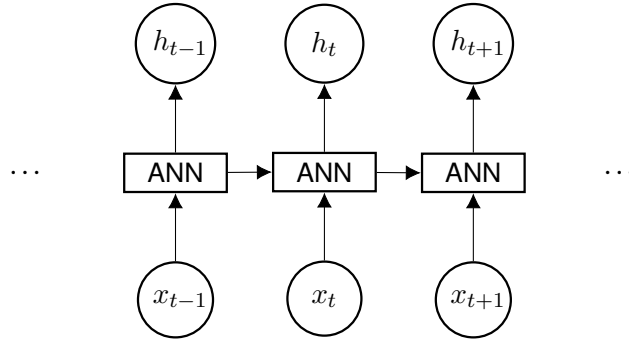 h_{t−1} h_t h_{t+1}
... ANN ANN ANN ...
x_{t−1} x_t x_{t+1}